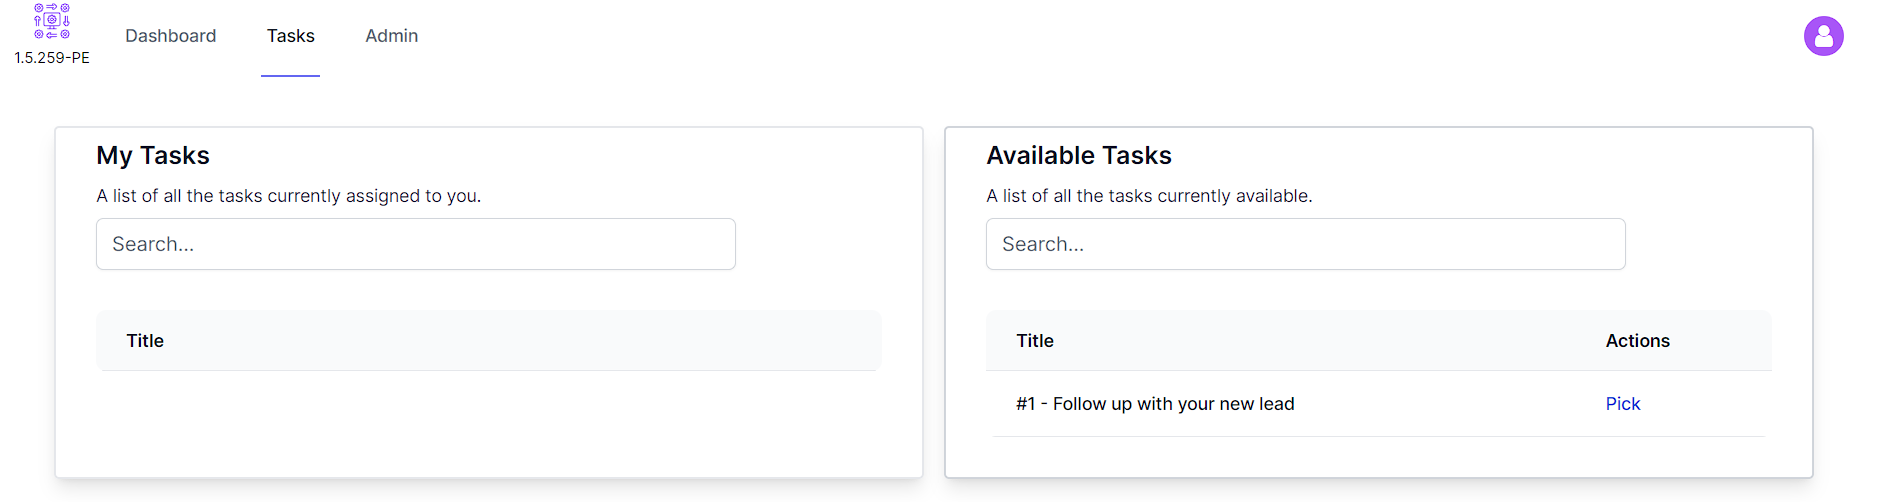 1.5.259-PE
Dashboard Tasks Admin
My Tasks
A list of all the tasks currently assigned to you.
Search...
Title
Available Tasks
A list of all the tasks currently available.
Search...
Title Actions
#1 - Follow up with your new lead Pick